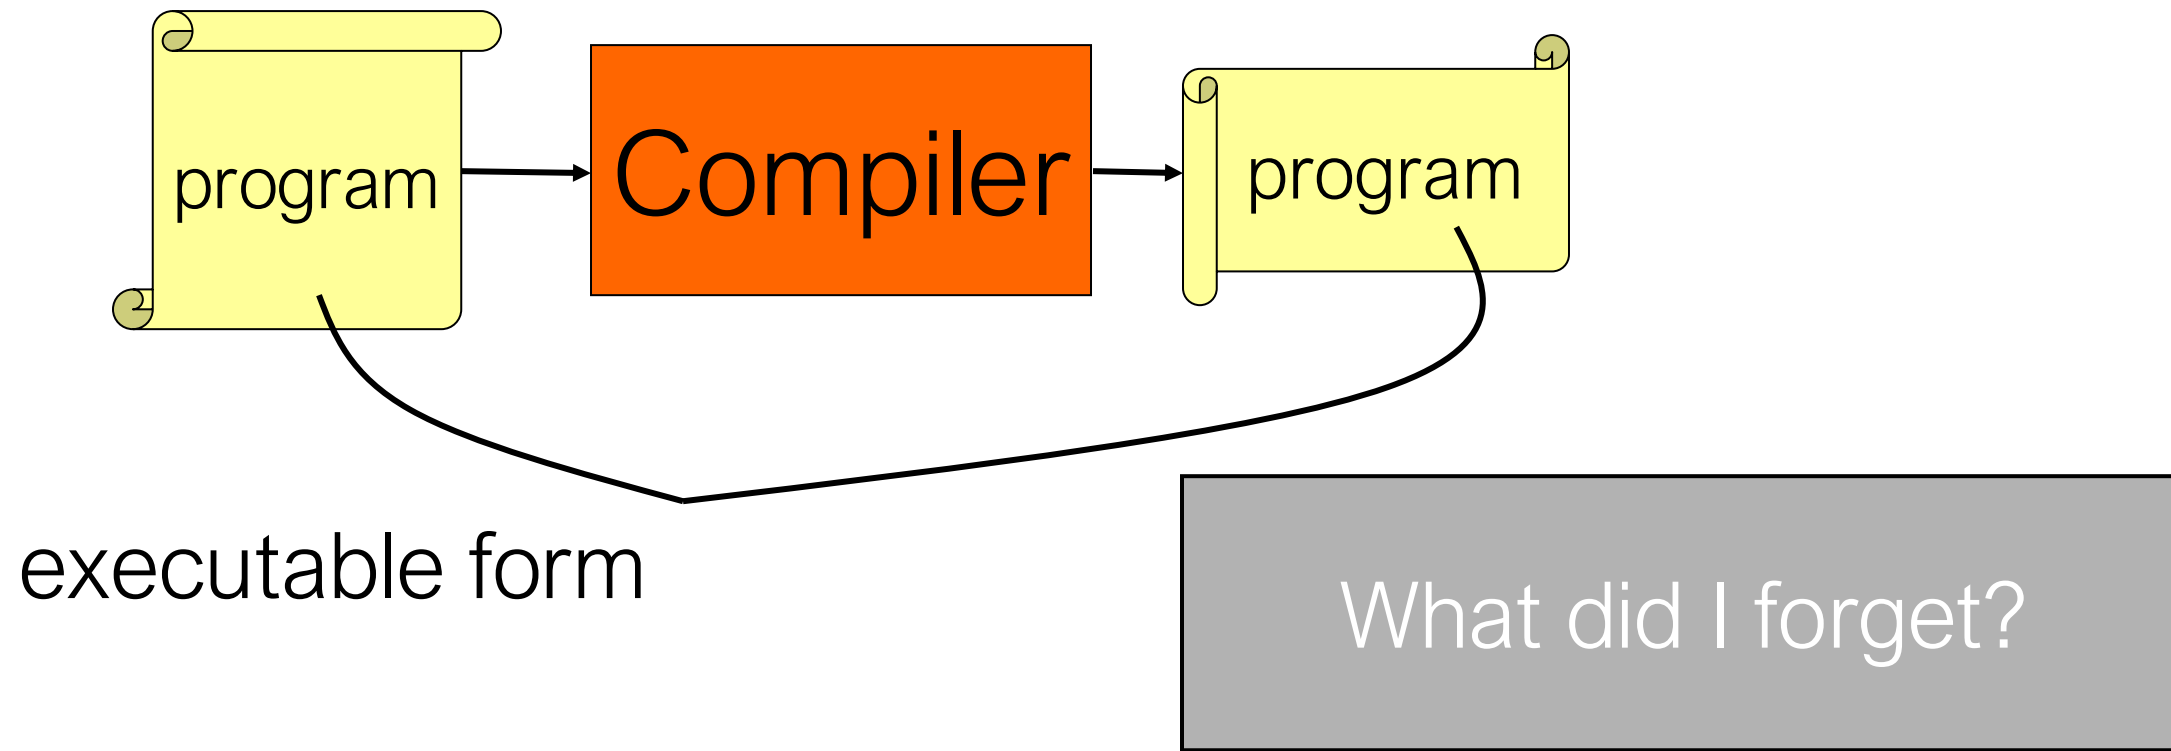 program
Compiler
program
executable form
What did I forget?